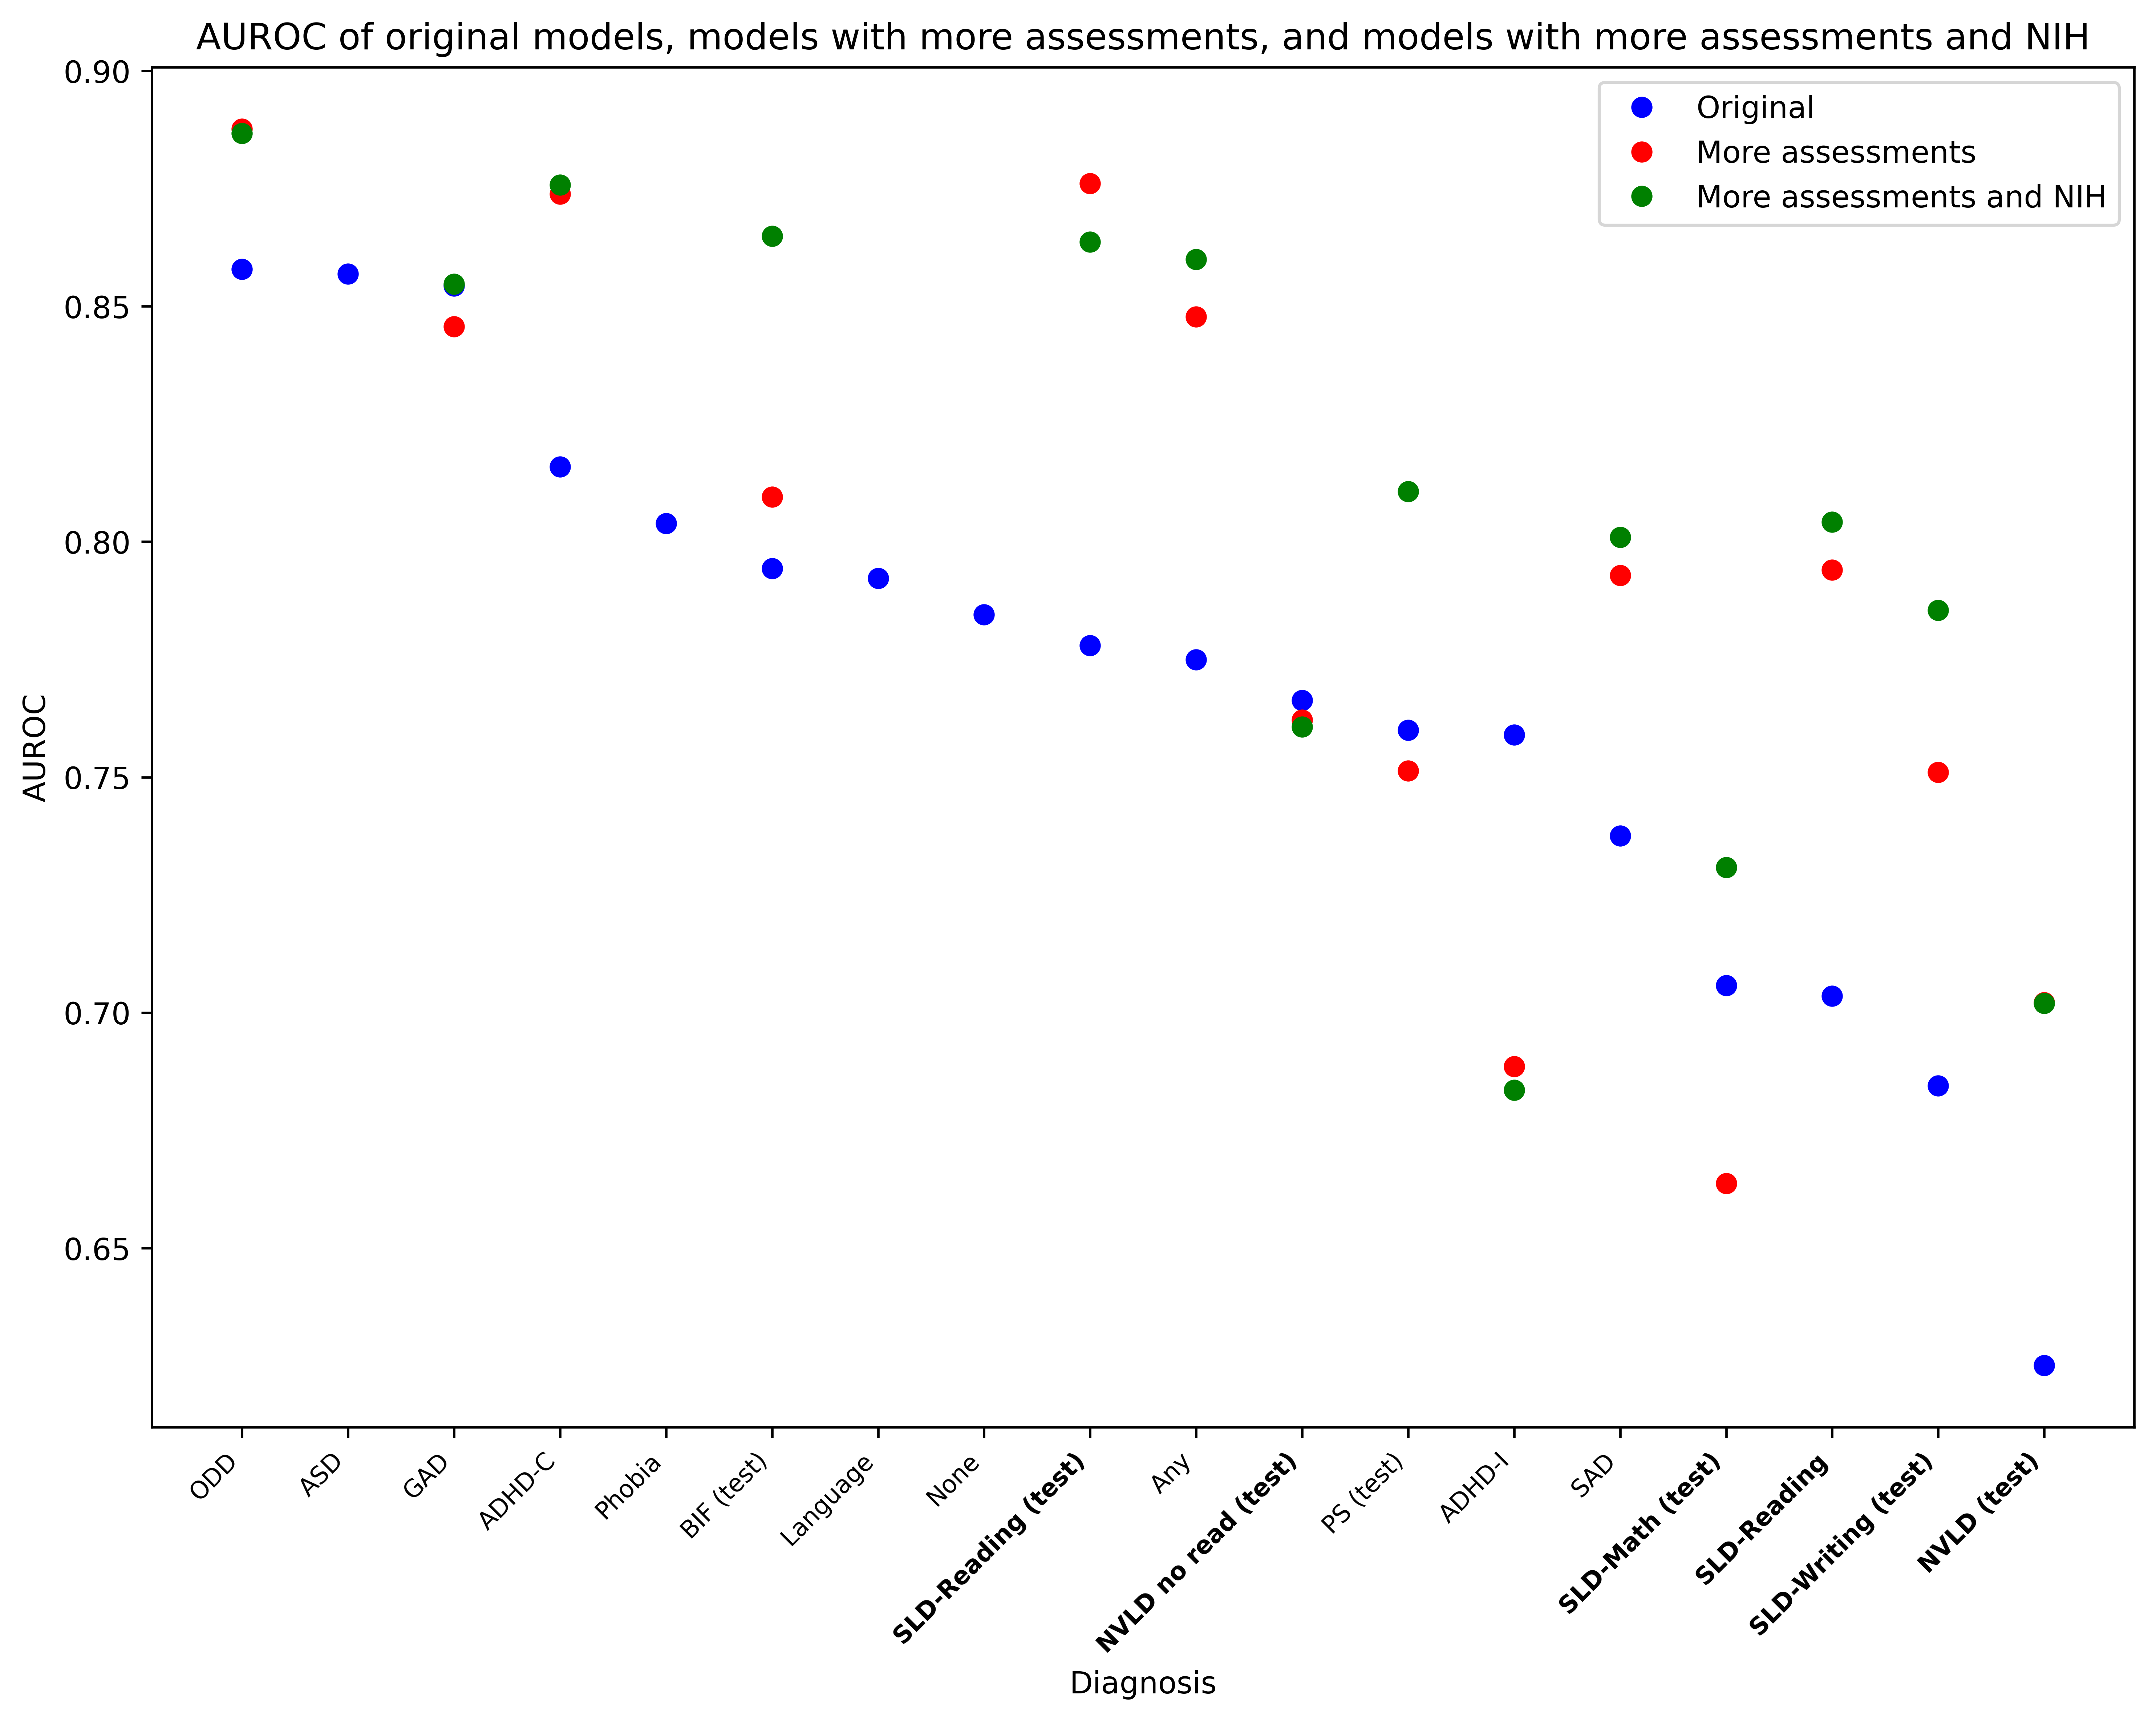 AUROC of original models, models with more assessments, and models with more assessments and NIH
Original
More assessments
More assessments and NIH
AUROC
0.90
0.85
0.80
0.75
0.70
0.65
ODD
ASD
GAD
ADHD-C
Phobia
BIF (test)
Language
None
SLD-Reading (test)
Any
NVLD no read (test)
PS (test)
ADHD-I
SAD
SLD-Math (test)
SLD-Reading
SLD-Writing (test)
NVLD (test)
Diagnosis